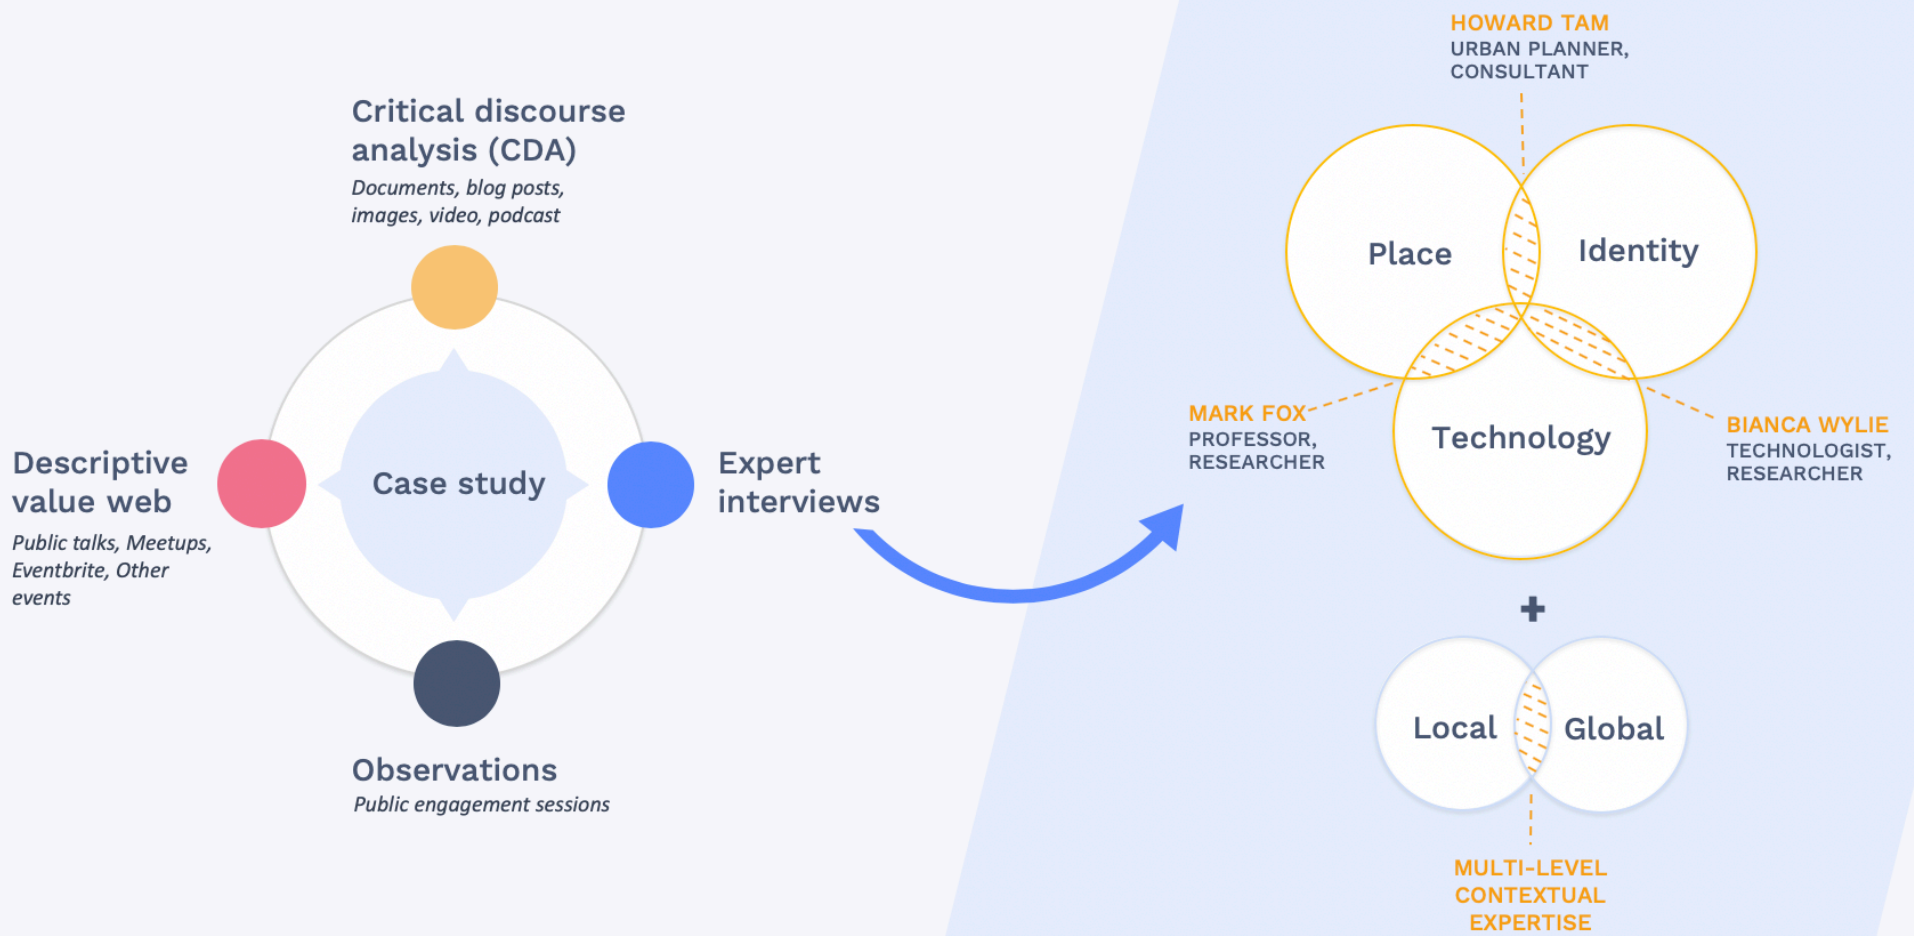 Critical discourse
analysis (CDA)
Documents, blog posts,
images, video, podcast
Descriptive
value web
Public talks, Meetups,
Eventbrite, Other
events
Case study
Expert
interviews
Observations
Public engagement sessions
HOWARD TAM
URBAN PLANNER,
CONSULTANT
Place
Identity
MARK FOX
PROFESSOR,
RESEARCHER
Technology
BIANCA WYLIE
TECHNOLOGIST,
RESEARCHER
+
Local
Global
MULTI-LEVEL
CONTEXTUAL
EXPERTISE